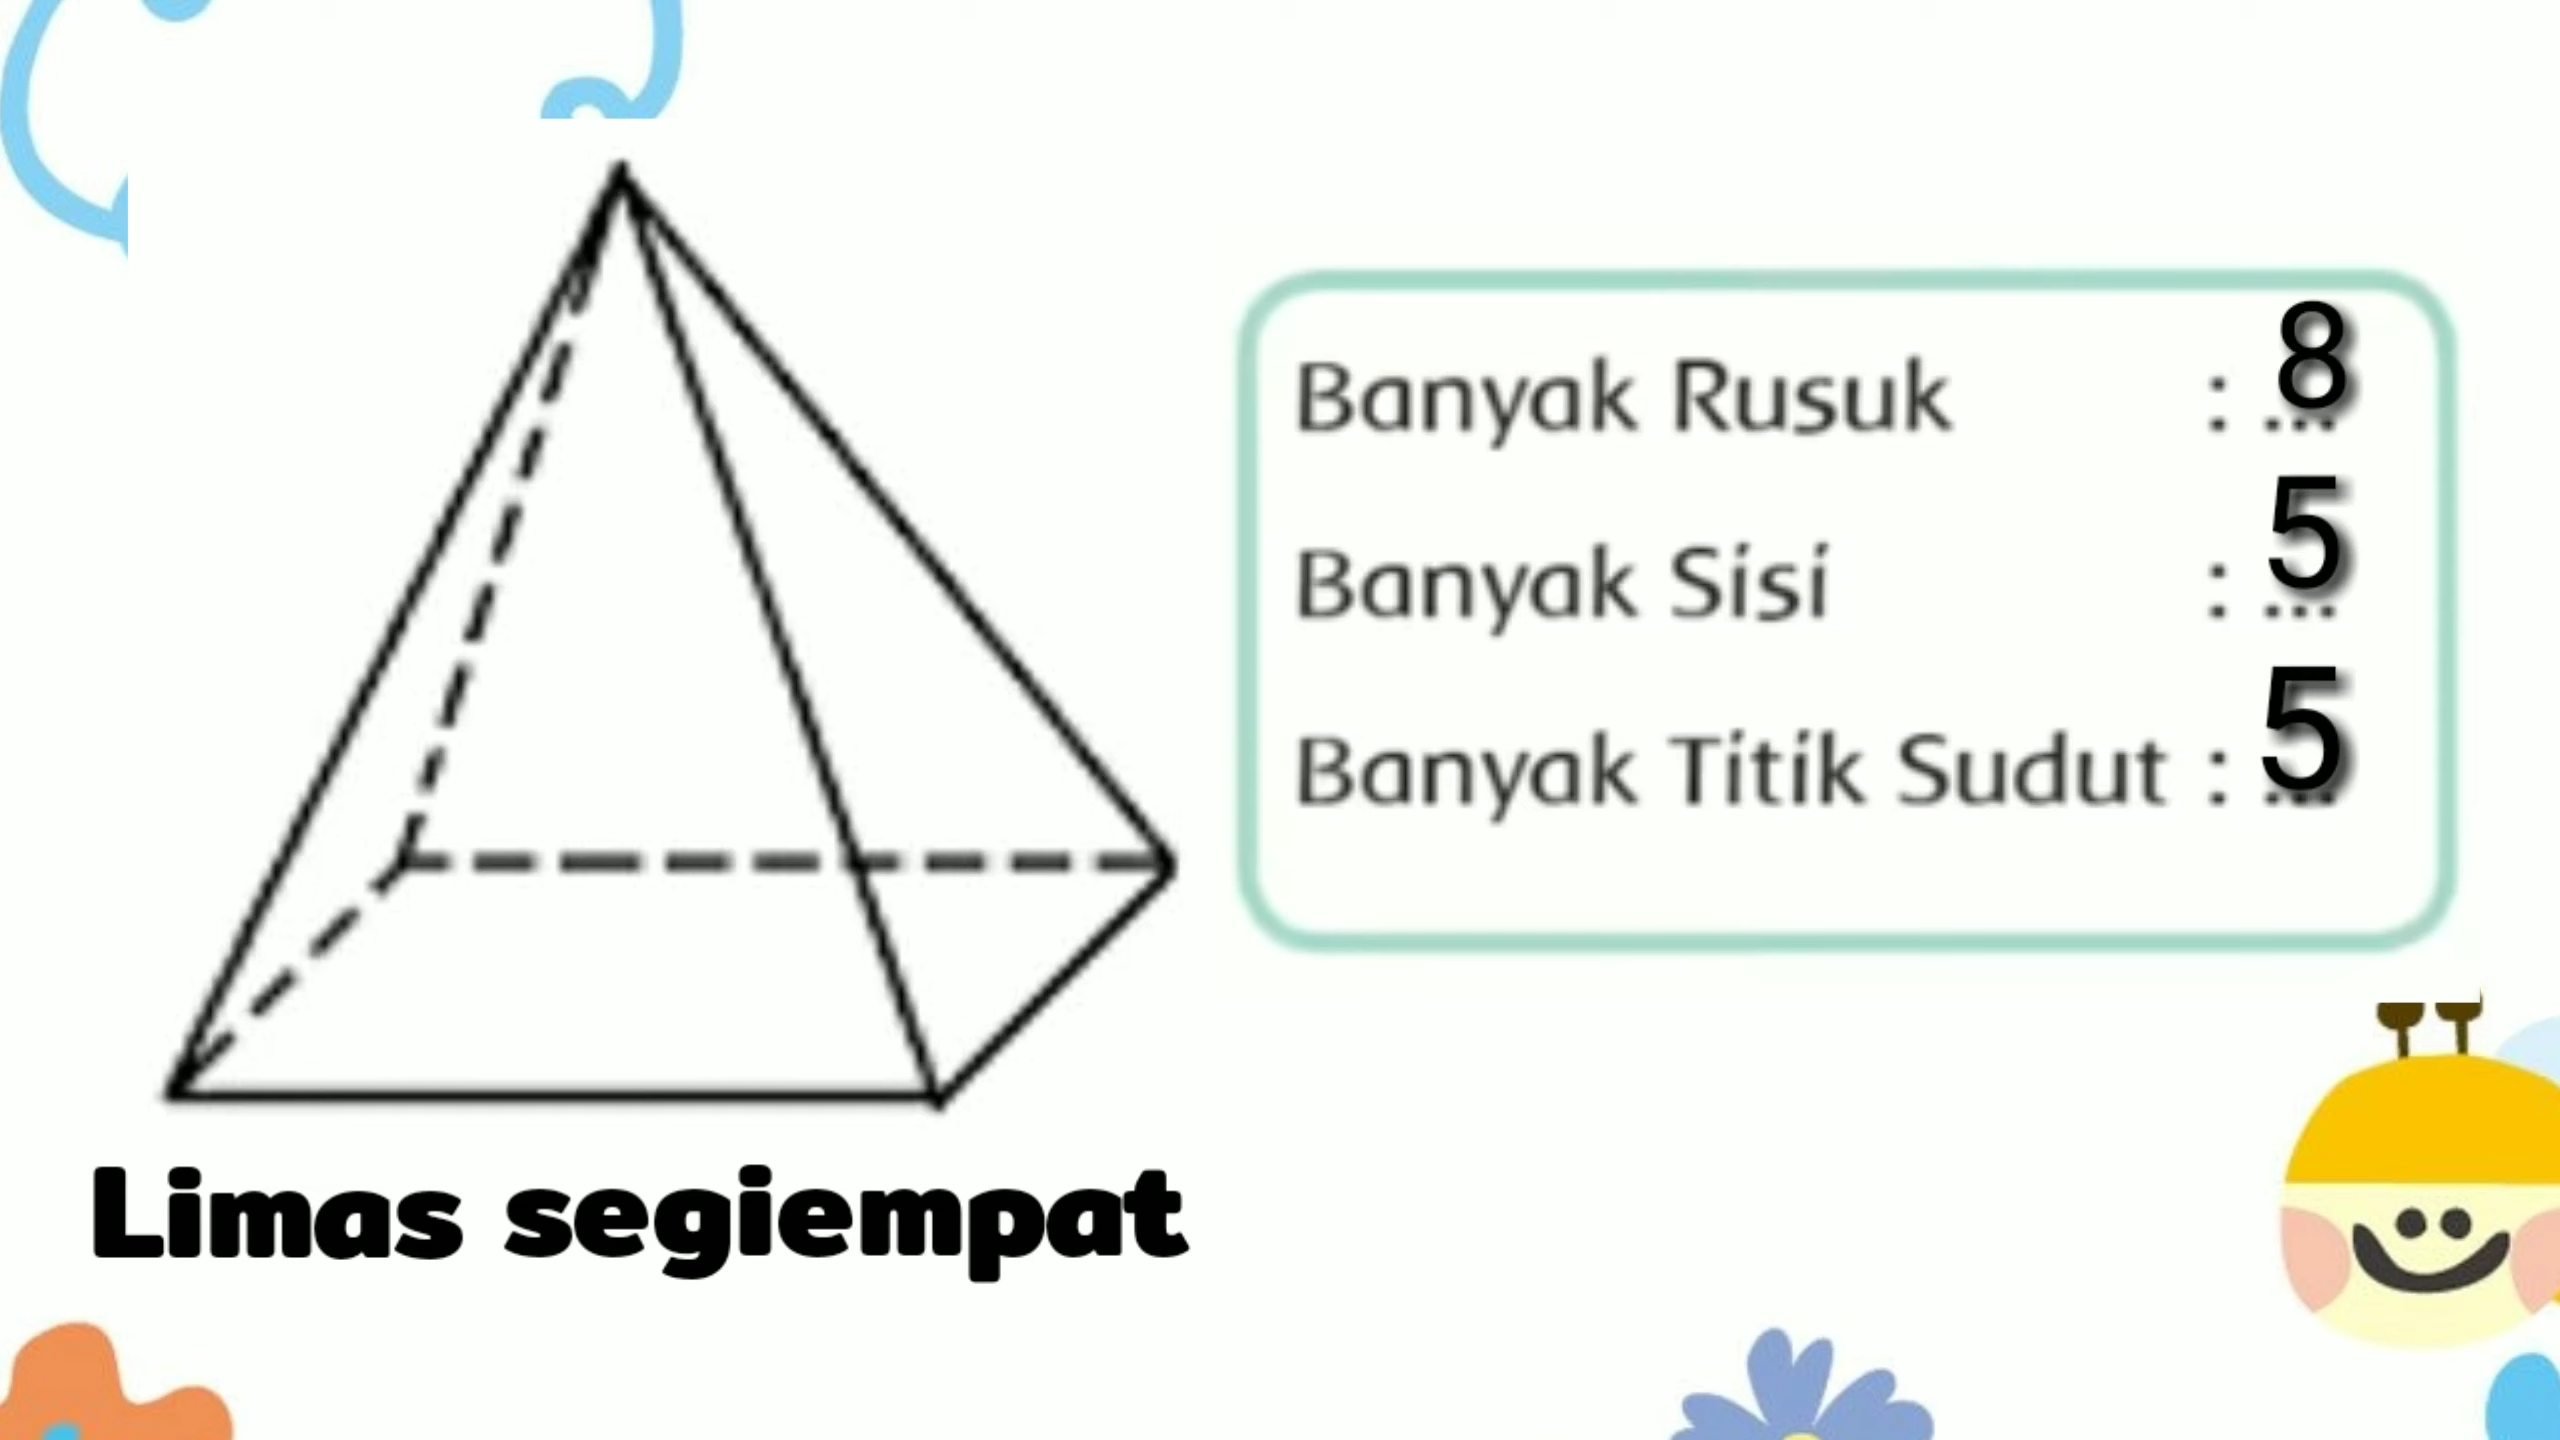 Banyak Rusuk : ... 8
Banyak Sisi : ... 5
Banyak Titik Sudut : ... 5
Limas segiempat